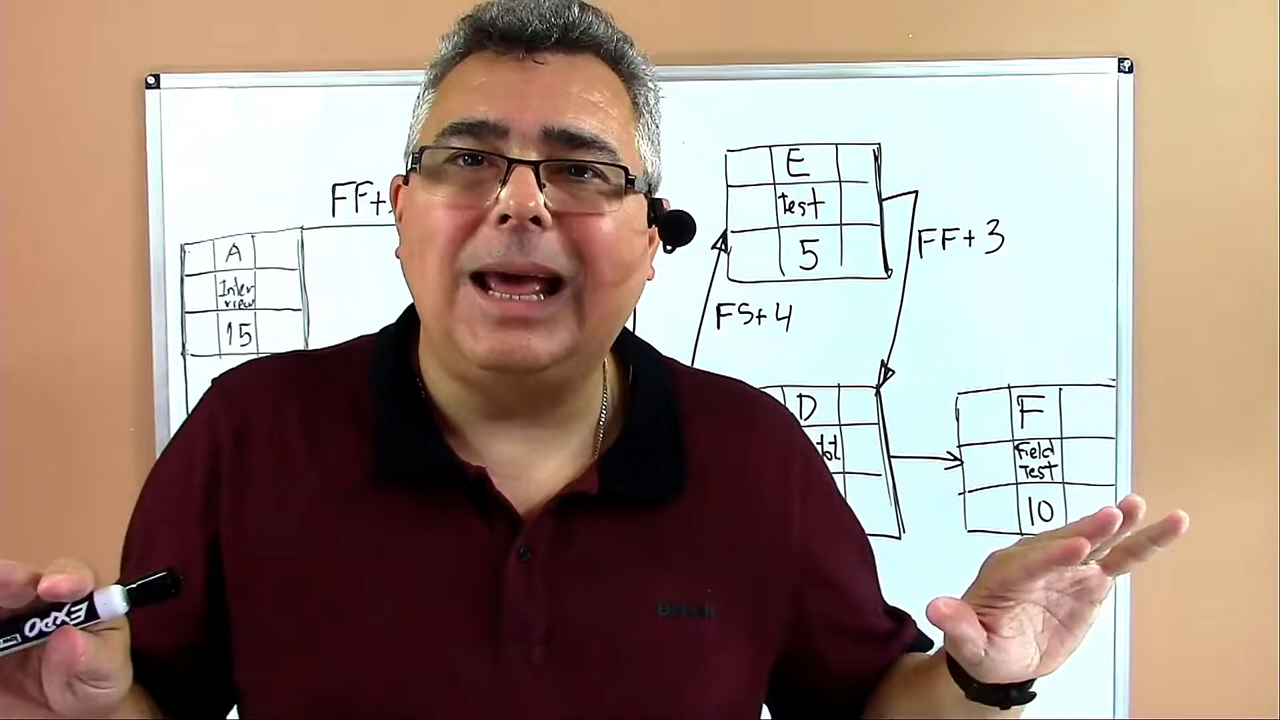 FF+
A
Inter
view
15
E
test
5
FF+3
FS+4
D
F
Field
Test
10
EXPO